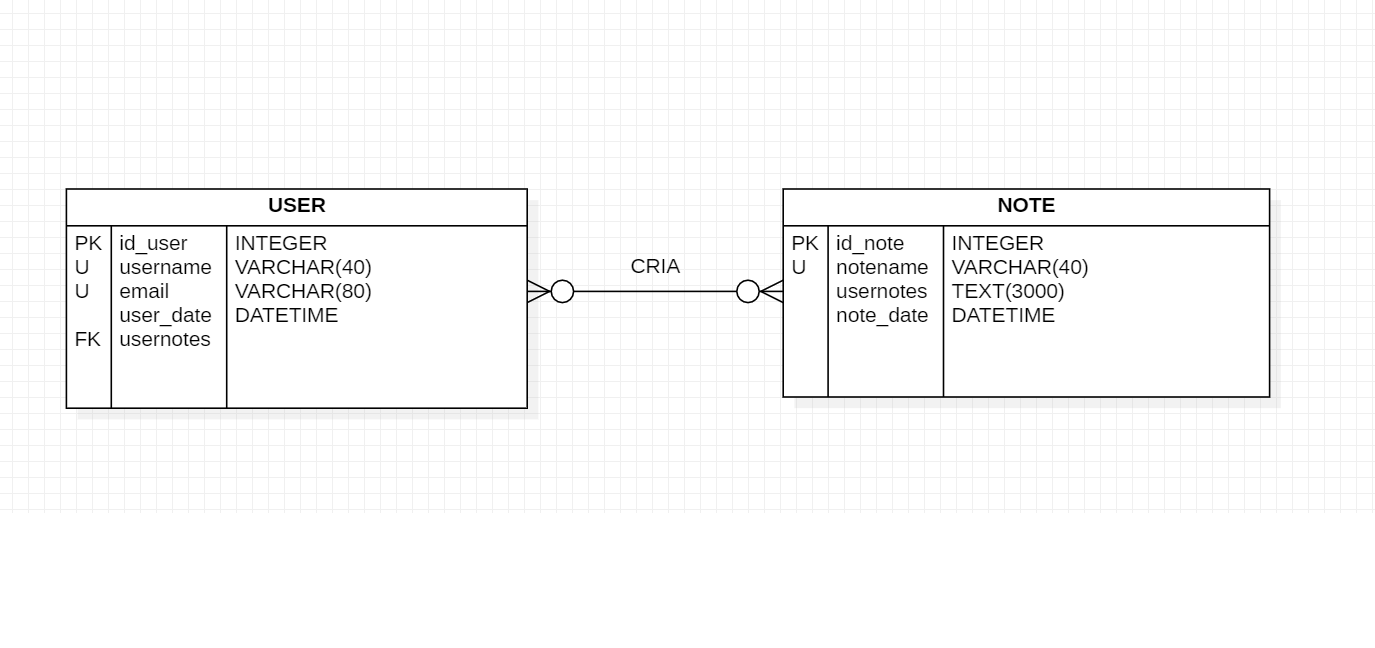 USER
PK id_user INTEGER
U username VARCHAR(40)
U email VARCHAR(80)
user_date DATETIME
FK usernotes
CRIA
NOTE
PK id_note INTEGER
U notename VARCHAR(40)
usernotes TEXT(3000)
note_date DATETIME